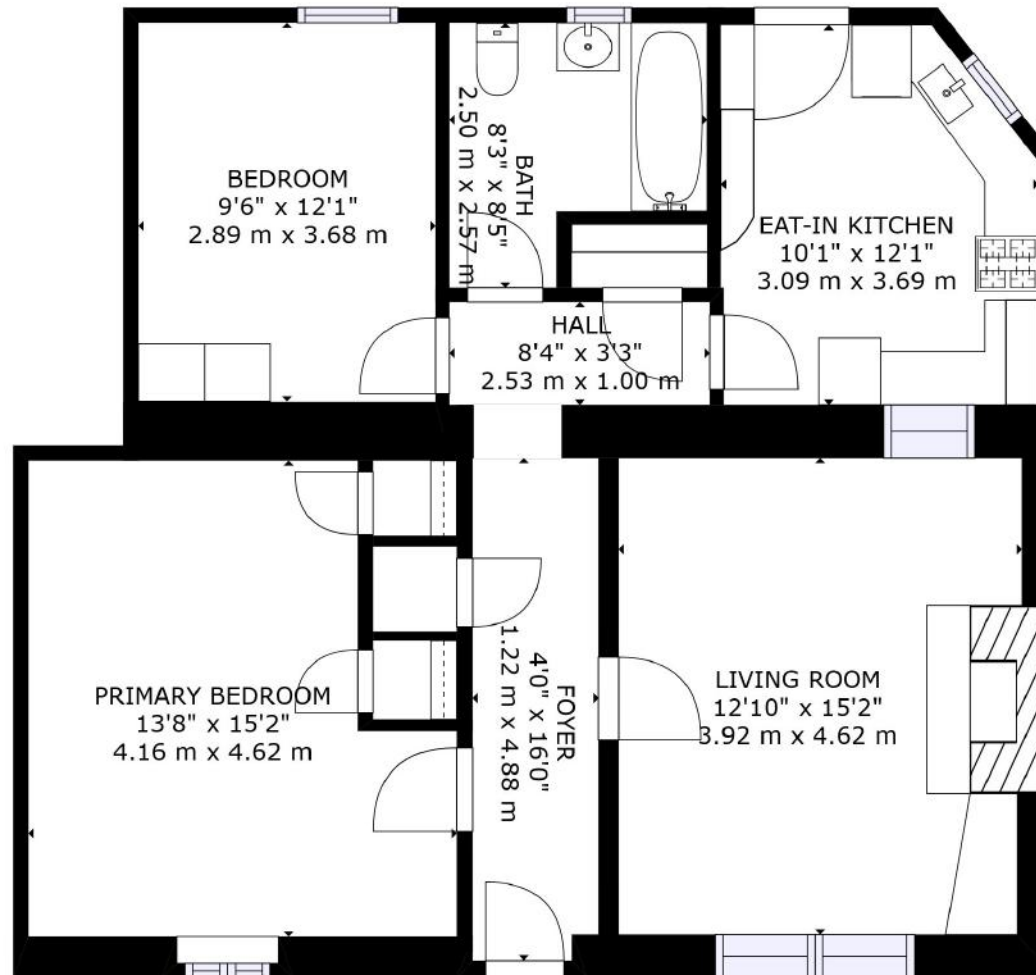 BEDROOM
9'6" x 12'1"
2.89 m x 3.68 m
BATH
8'3" x 8'5"
2.50 m x 2.57 m
EAT-IN KITCHEN
10'1" x 12'1"
3.09 m x 3.69 m
HALL
8'4" x 3'3"
2.53 m x 1.00 m
PRIMARY BEDROOM
13'8" x 15'2"
4.16 m x 4.62 m
FOYER
4'0" x 16'0"
1.22 m x 4.88 m
LIVING ROOM
12'10" x 15'2"
3.92 m x 4.62 m